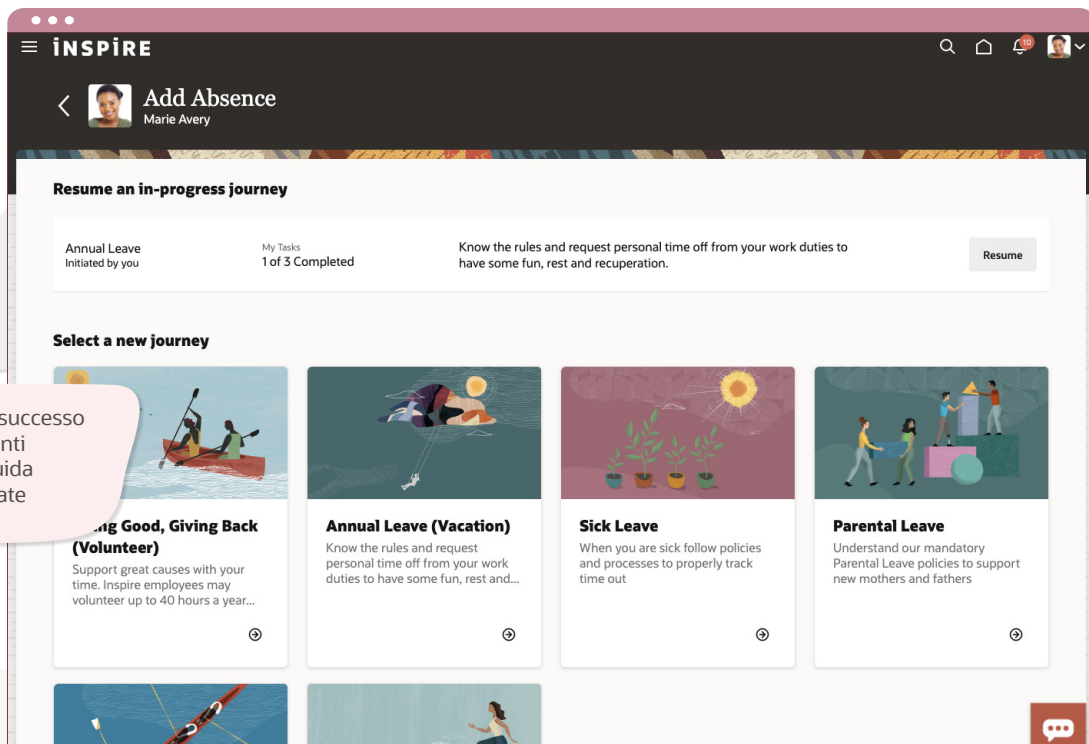 iNSPiRE
10
Add Absence
Marie Avery
Resume an in-progress journey
Annual Leave
Initiated by you
My Tasks
1 of 3 Completed
Know the rules and request personal time off from your work duties to
have some fun, rest and recuperation.
Resume
Select a new journey
successo
Good, Giving Back
(Volunteer)
Support great causes with your
time. Inspire employees may
volunteer up to 40 hours a year...
Annual Leave (Vacation)
Know the rules and request
personal time off from your work
duties to have some fun, rest and...
Sick Leave
When you are sick follow policies
and processes to properly track
time out
Parental Leave
Understand our mandatory
Parental Leave policies to support
new mothers and fathers